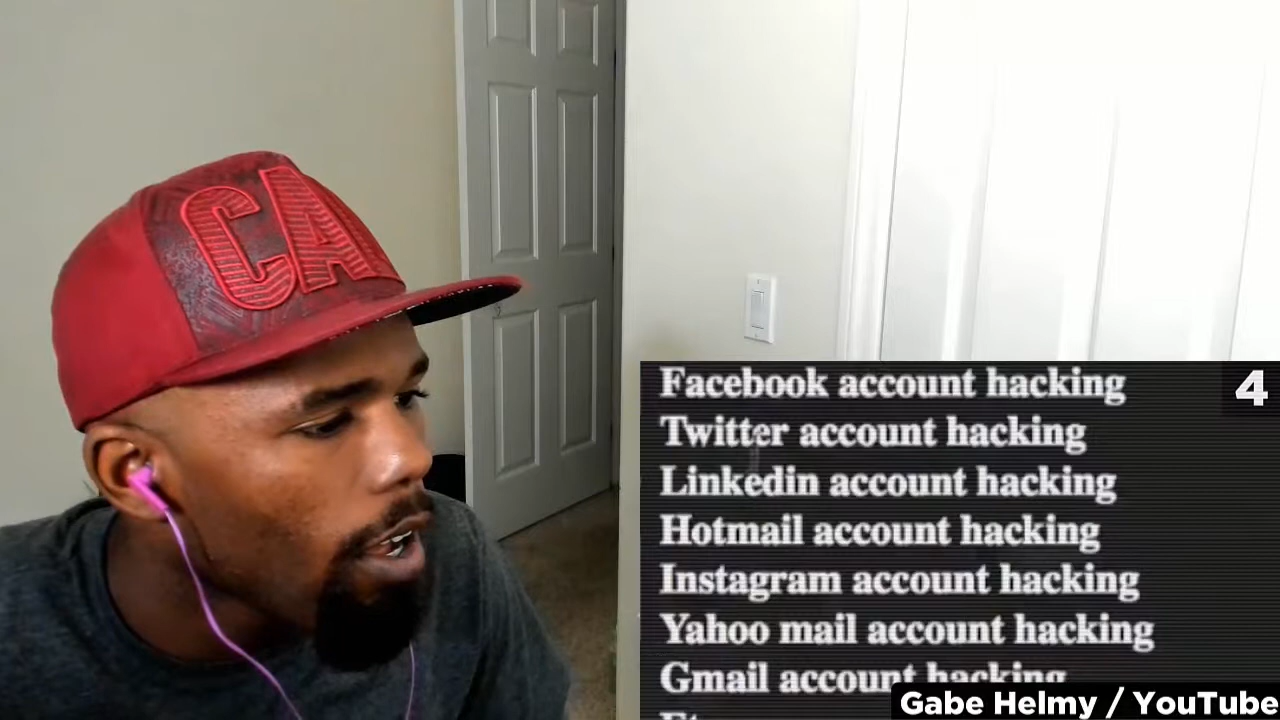 CA
Facebook account hacking
4
Twitter account hacking
Linkedin account hacking
Hotmail account hacking
Instagram account hacking
Yahoo mail account hacking
Gmail account hacking
Gabe Helmy / YouTube